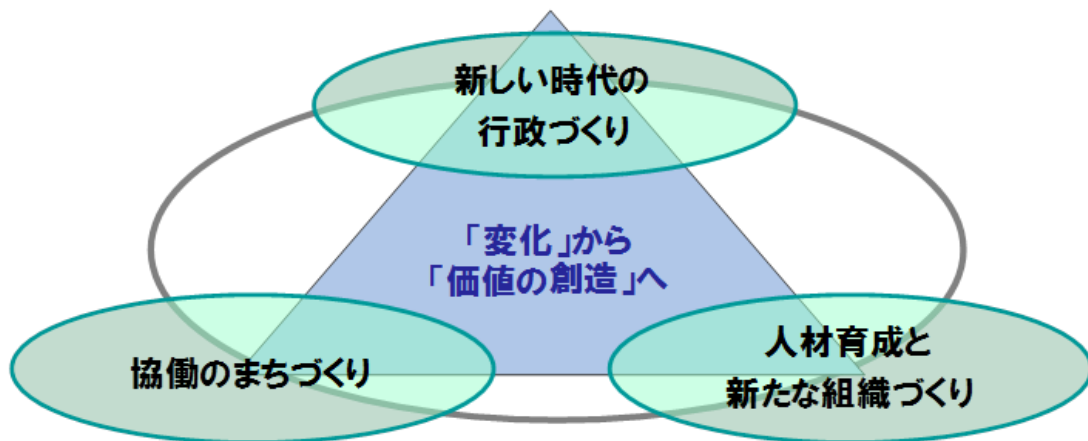 新しい時代の
行政づくり
「変化」から
「価値の創造」へ
協働のまちづくり
人材育成と
新たな組織づくり